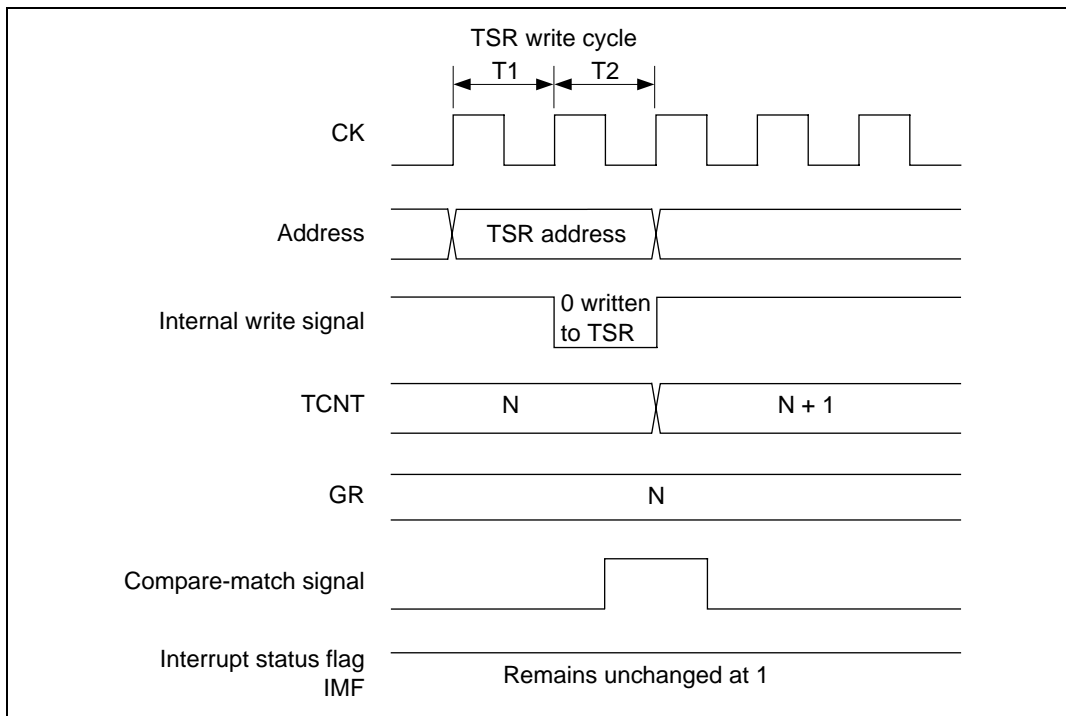 TSR write cycle
T1 T2
CK
Address
TSR address
Internal write signal
0 written
to TSR
TCNT
N
N + 1
GR
N
Compare-match signal
Interrupt status flag
IMF
Remains unchanged at 1